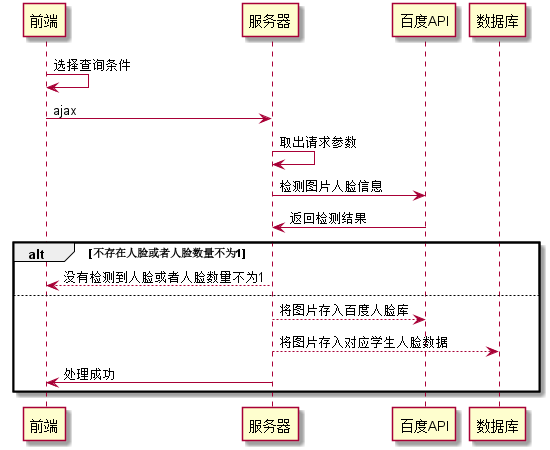 前端
服务器
百度API
数据库
选择查询条件
ajax
取出请求参数
检测图片人脸信息
返回检测结果
alt
[不存在人脸或者人脸数量不为1]
没有检测到人脸或者人脸数量不为1
将图片存入百度人脸库
将图片存入对应学生人脸数据
处理成功
前端
服务器
百度API
数据库